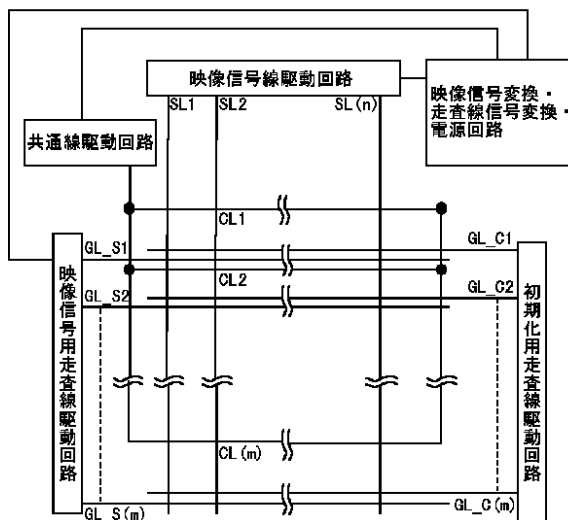 映像信号線駆動回路
映像信号変換・
走査線信号変換・
電源回路
SL1
SL2
SL(n)
共通線駆動回路
CL1
GL_S1
GL_C1
CL2
GL_S2
GL_C2
映像信号用走査線駆動回路
初期化用走査線駆動回路
CL(m)
GL_S(m)
GL_C(m)